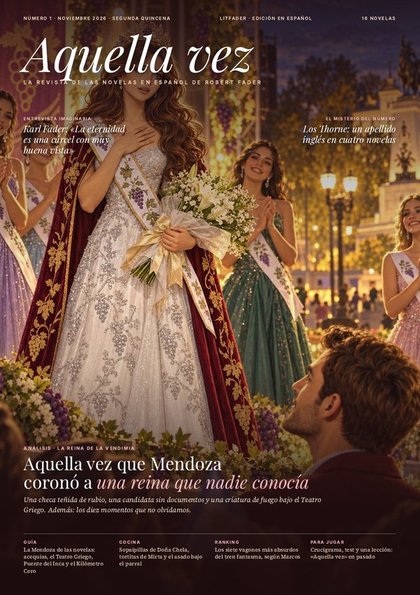 NÚMERO 1 · NOVIEMBRE 2026 · SEGUNDA QUINCENA
LITFADER · EDICIÓN EN ESPAÑOL
16 NOVELAS
Aquella vez
LA REVISTA DE LAS NOVELAS EN ESPAÑOL DE ROBERT FADER
ENTREVISTA IMAGINARIA
Karl Fader: «La eternidad
es una cárcel con muy
buena vista»
EL MISTERIO DEL NÚMERO
Los Thorne: un apellido
inglés en cuatro novelas
ANÁLISIS · LA REINA DE LA VENDIMIA
Aquella vez que Mendoza
coronó a una reina que nadie conocía
Una checa teñida de rubio, una candidata sin documentos y una criatura de fuego bajo el Teatro
Griego. Además: los diez momentos que no olvidamos.
GUÍA
La Mendoza de las novelas:
acequias, el Teatro Griego,
Puente del Inca y el Kilómetro
Cero
COCINA
Sopaipillas de Doña Chela,
tortitas de Mirta y el asado bajo
el parral
RANKING
Los siete vagones más absurdos
del tren fantasma, según Marcos
PARA JUGAR
Crucigrama, test y una lección:
«Aquella vez» en pasado